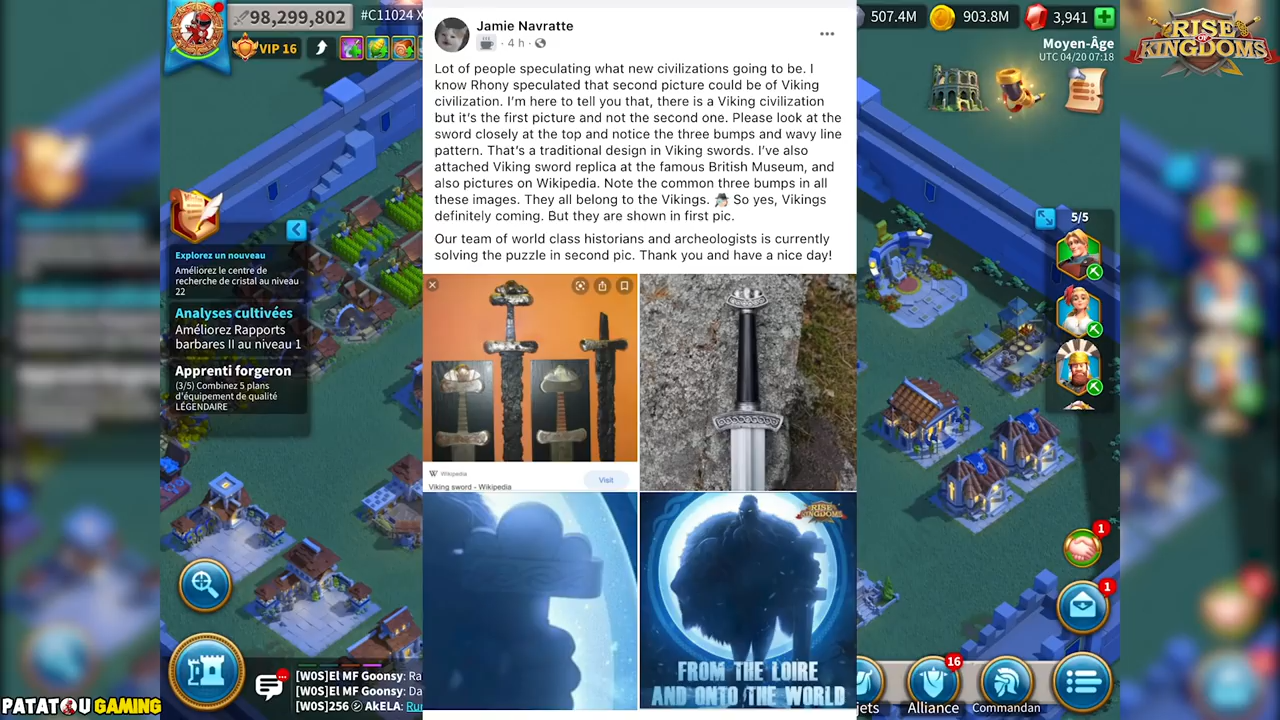 98,299,802
#C11024 X
VIP 16
507.4M
903.8M
3,941
RISE OF KINGDOMS
Moyen-Âge
UTC 04/20 07:18
Jamie Navratte
4 h
Lot of people speculating what new civilizations going to be. I
know Rhony speculated that second picture could be of Viking
civilization. I'm here to tell you that, there is a Viking civilization
but it's the first picture and not the second one. Please look at the
sword closely at the top and notice the three bumps and wavy line
pattern. That's a traditional design in Viking swords. I've also
attached Viking sword replica at the famous British Museum, and
also pictures on Wikipedia. Note the common three bumps in all
these images. They all belong to the Vikings. So yes, Vikings
definitely coming. But they are shown in first pic.
Our team of world class historians and archeologists is currently
solving the puzzle in second pic. Thank you and have a nice day!
Explorez un nouveau
Améliorez le centre de
recherche de cristal au niveau
22
Analyses cultivées
Améliorez Rapports
barbares II au niveau 1
Apprenti forgeron
(3/5) Combinez 5 plans
d'équipement de qualité
LÉGENDAIRE
5/5
W Wikipedia
Viking sword - Wikipedia
Visit
RISE OF KINGDOMS
FROM THE LOIRE
AND ONTO THE WORLD
1
1
16
[W0S]El MF Goonsy: Ra
[W0S]El MF Goonsy: Da
[W0S]256 AkELA: Run
jets
Alliance
Commandan
PATATOU GAMING